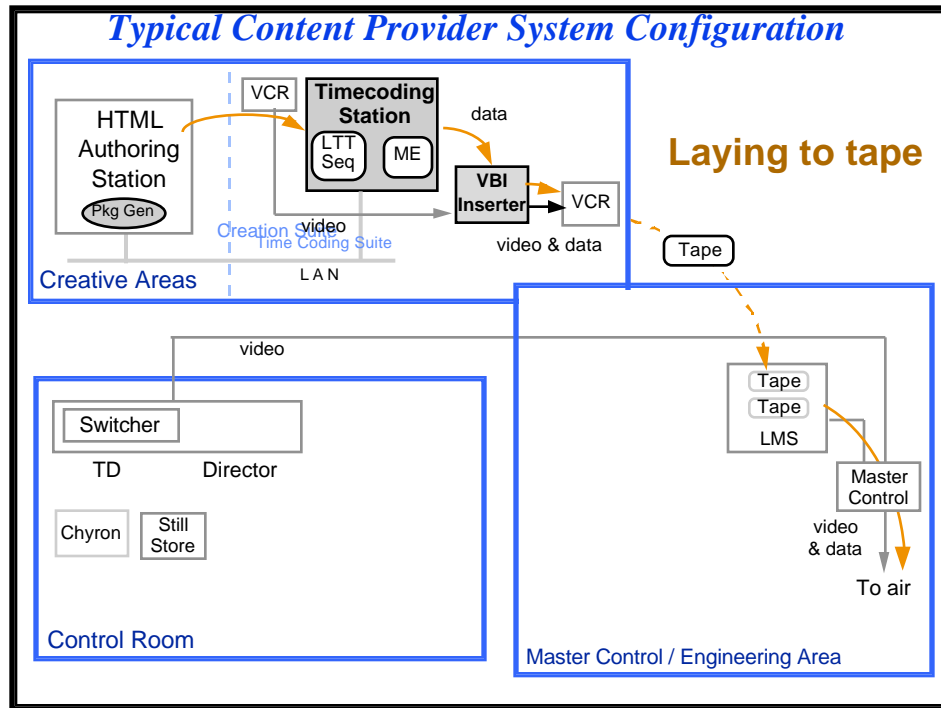 Typical Content Provider System Configuration
HTML
Authoring
Station
Pkg Gen
VCR
Timecoding
Station
LTT
Seq
ME
data
VBI
Inserter
VCR
video
video & data
Creation Suite
Time Coding Suite
L A N
Creative Areas
Laying to tape
Tape
video
Switcher
TD
Director
Chyron
Still
Store
Control Room
Tape
Tape
LMS
Master
Control
video
& data
To air
Master Control / Engineering Area